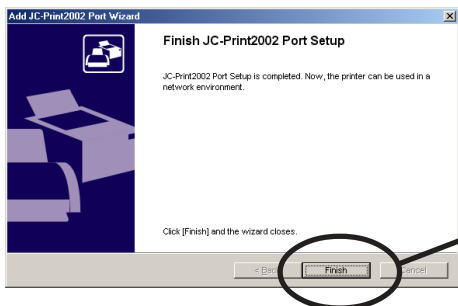 Add JC-Print2002 Port Wizard
Finish JC-Print2002 Port Setup
JC-Print2002 Port Setup is completed. Now, the printer can be used in a
network environment.
Click [Finish] and the wizard closes.
< Back Finish Cancel